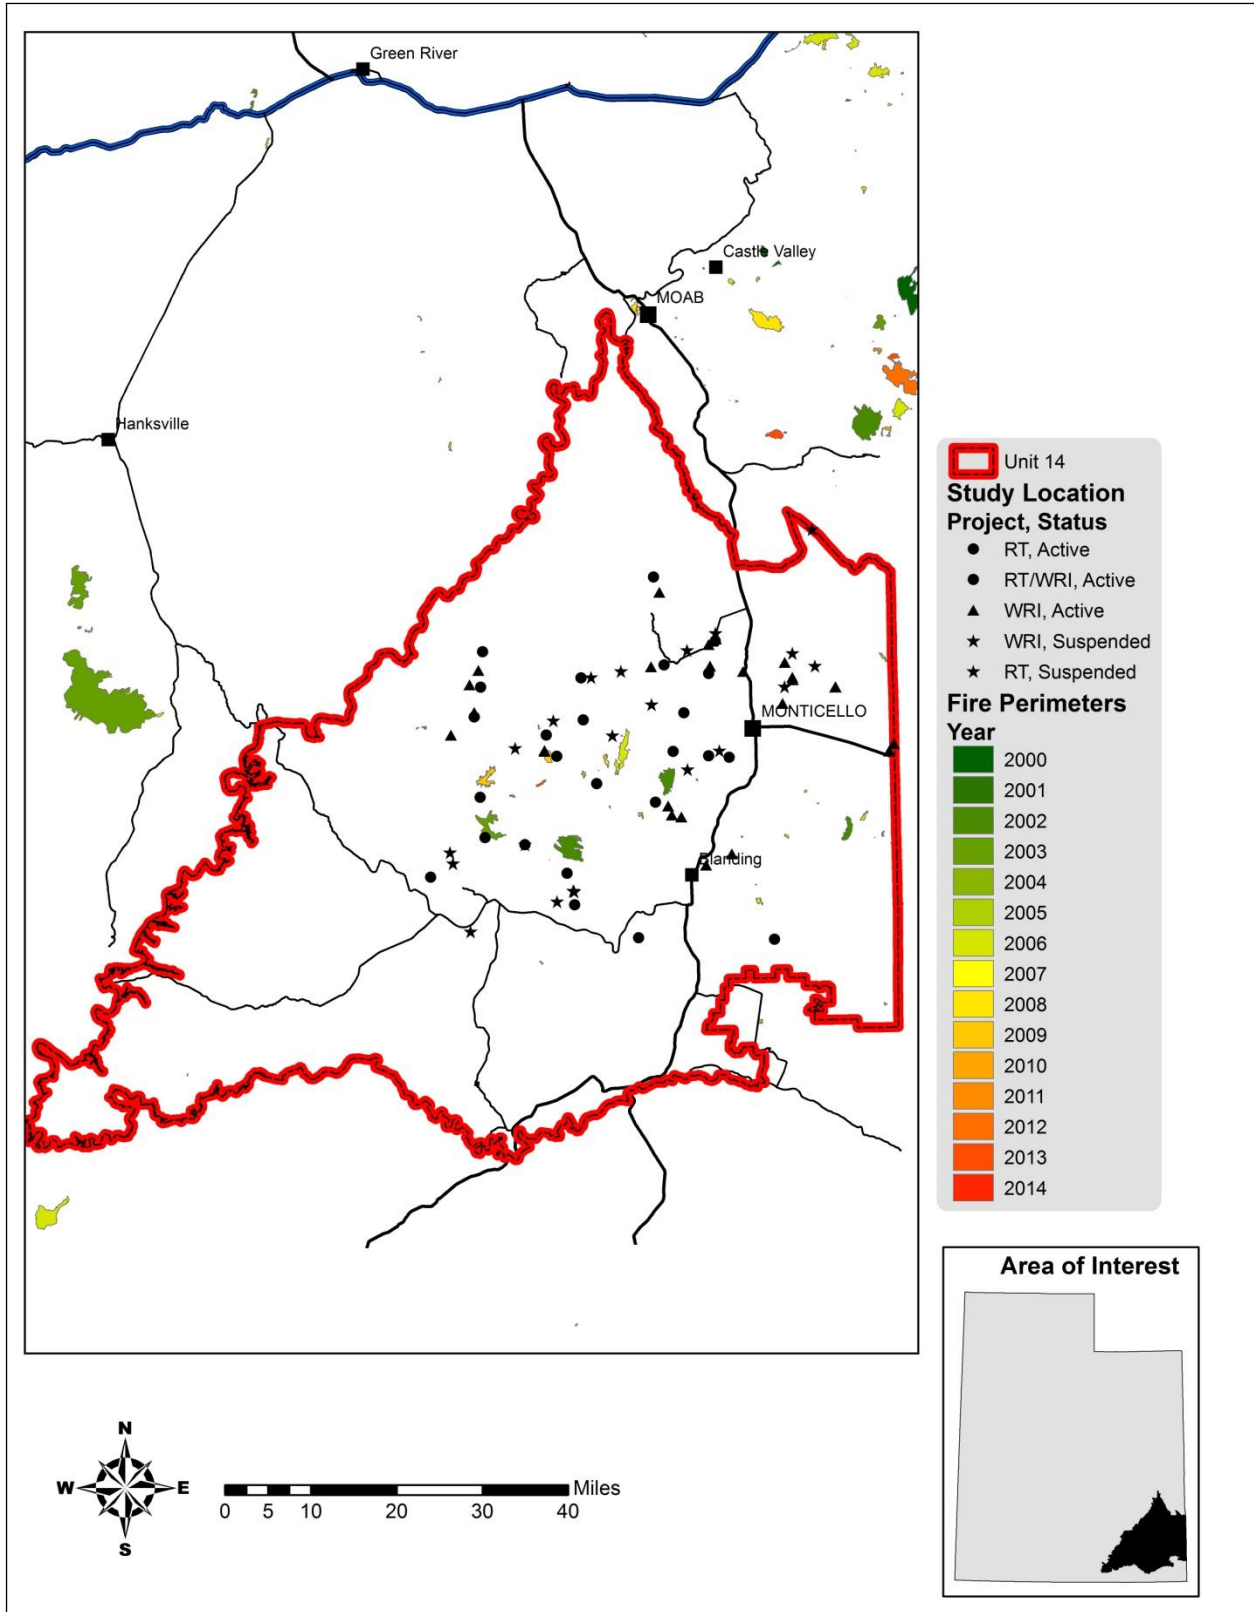 Green River
Castle Valley
MOAB
Hanksville
MONTICELLO
Blanding
Unit 14
Study Location
Project, Status
RT, Active
RT/WRI, Active
WRI, Active
WRI, Suspended
RT, Suspended
Fire Perimeters
Year
2000
2001
2002
2003
2004
2005
2006
2007
2008
2009
2010
2011
2012
2013
2014
Area of Interest
N
W E
S
Miles
0 5 10 20 30 40